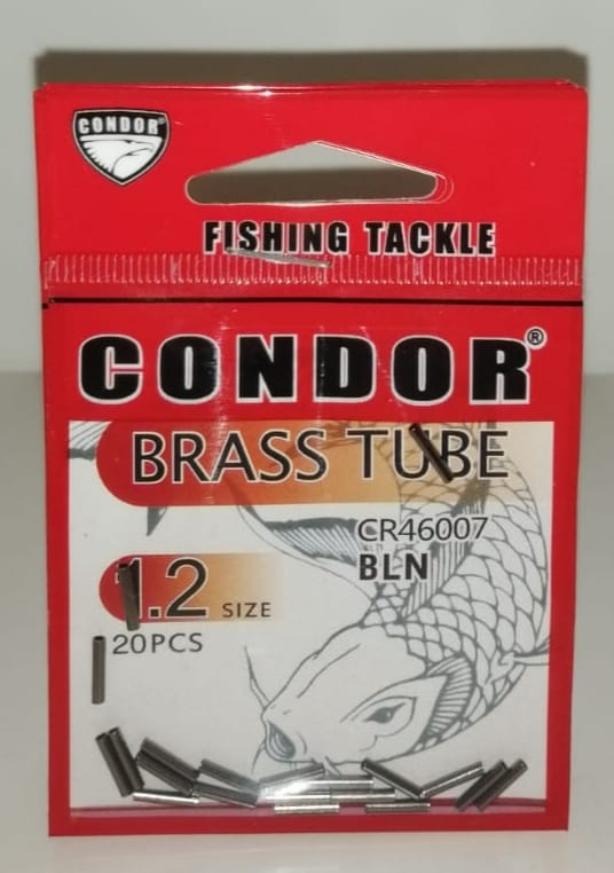 CONDOR
FISHING TACKLE
CONDOR®
BRASS TUBE
CR46007
BLN
1.2 SIZE
20PCS